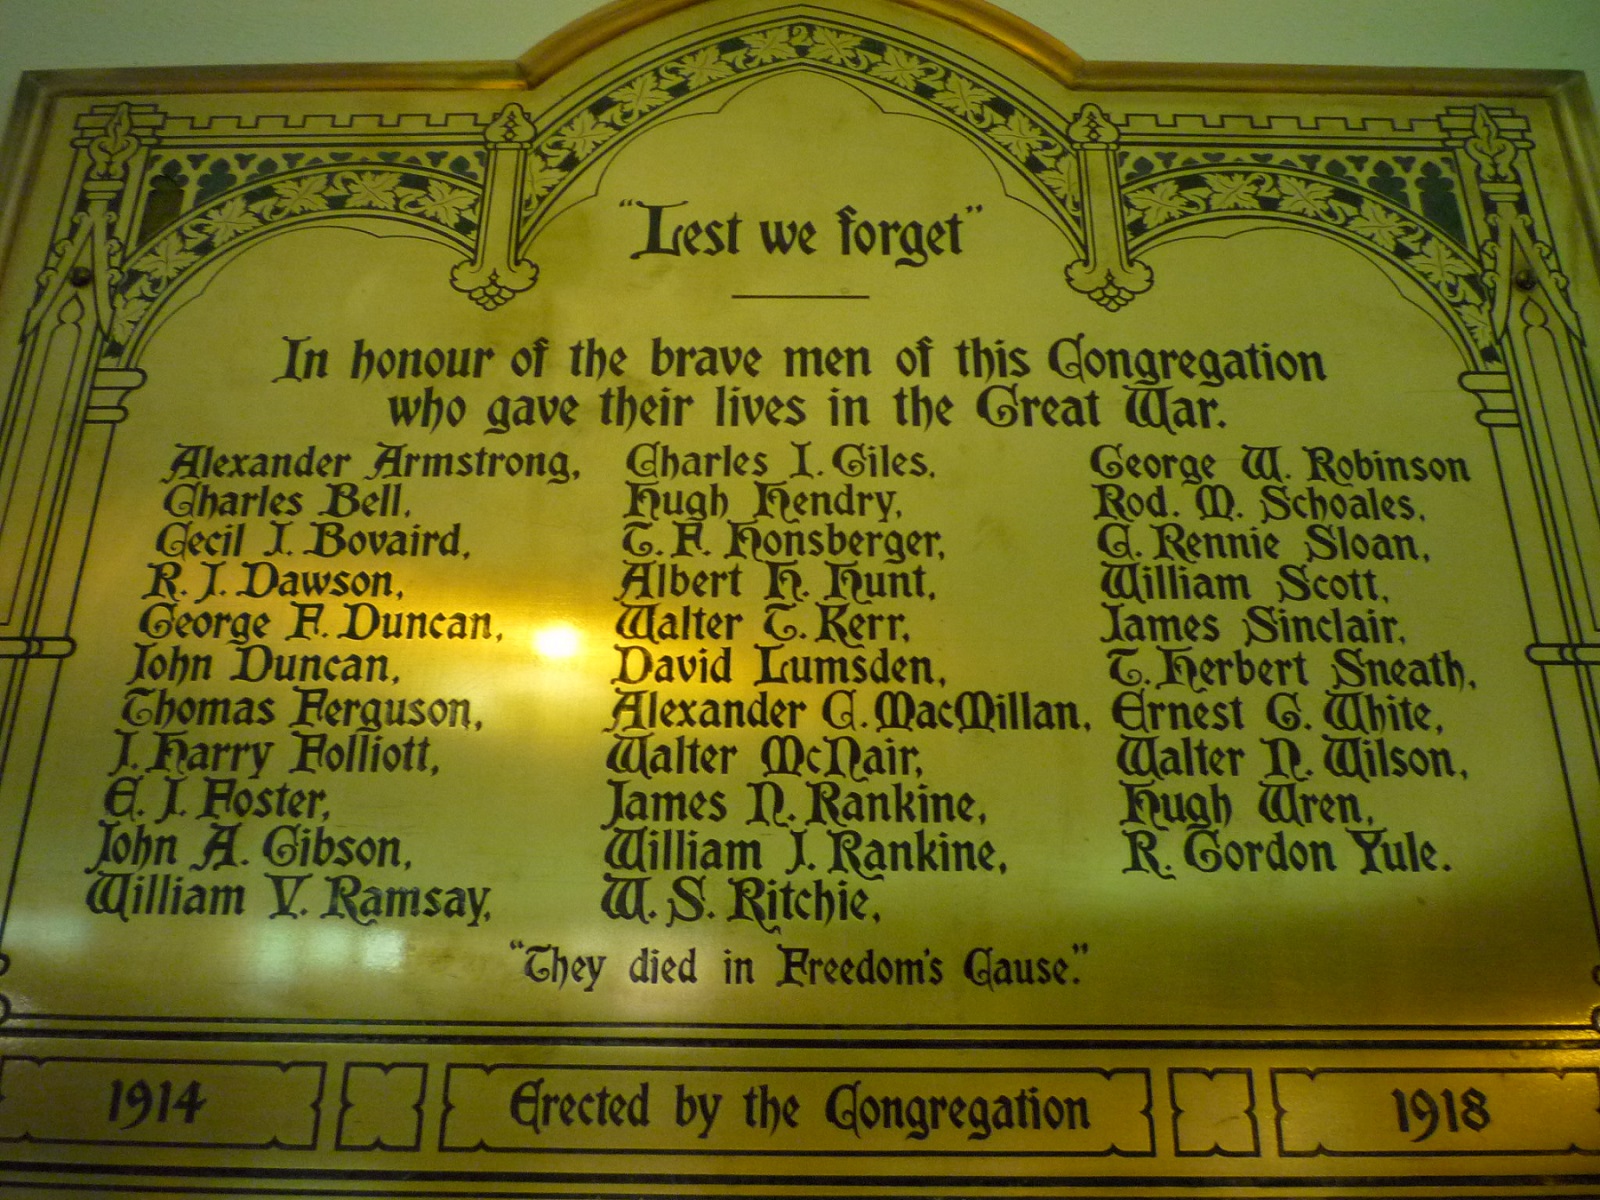 "Lest we forget"
In honour of the brave men of this Congregation
who gave their lives in the Great War.
Alexander Armstrong,
Charles Bell,
Cecil J. Bovaird,
R. J. Dawson,
George F. Duncan,
John Duncan,
Thomas Ferguson,
J. Harry Folliott,
E. J. Foster,
John A. Gibson,
William V. Ramsay,
Charles I. Giles,
Hugh Hendry,
T. F. Honsberger,
Albert H. Hunt,
Walter T. Kerr,
David Lumsden,
Alexander C. MacMillan,
Walter McNair,
James N. Rankine,
William J. Rankine,
W. S. Ritchie,
George W. Robinson
Rod. M. Schoales,
C. Rennie Sloan,
William Scott,
James Sinclair,
T. Herbert Sneath,
Ernest G. White,
Walter N. Wilson,
Hugh Wren,
R. Gordon Yule.
"They died in Freedom's Cause."
1914
Erected by the Congregation
1918